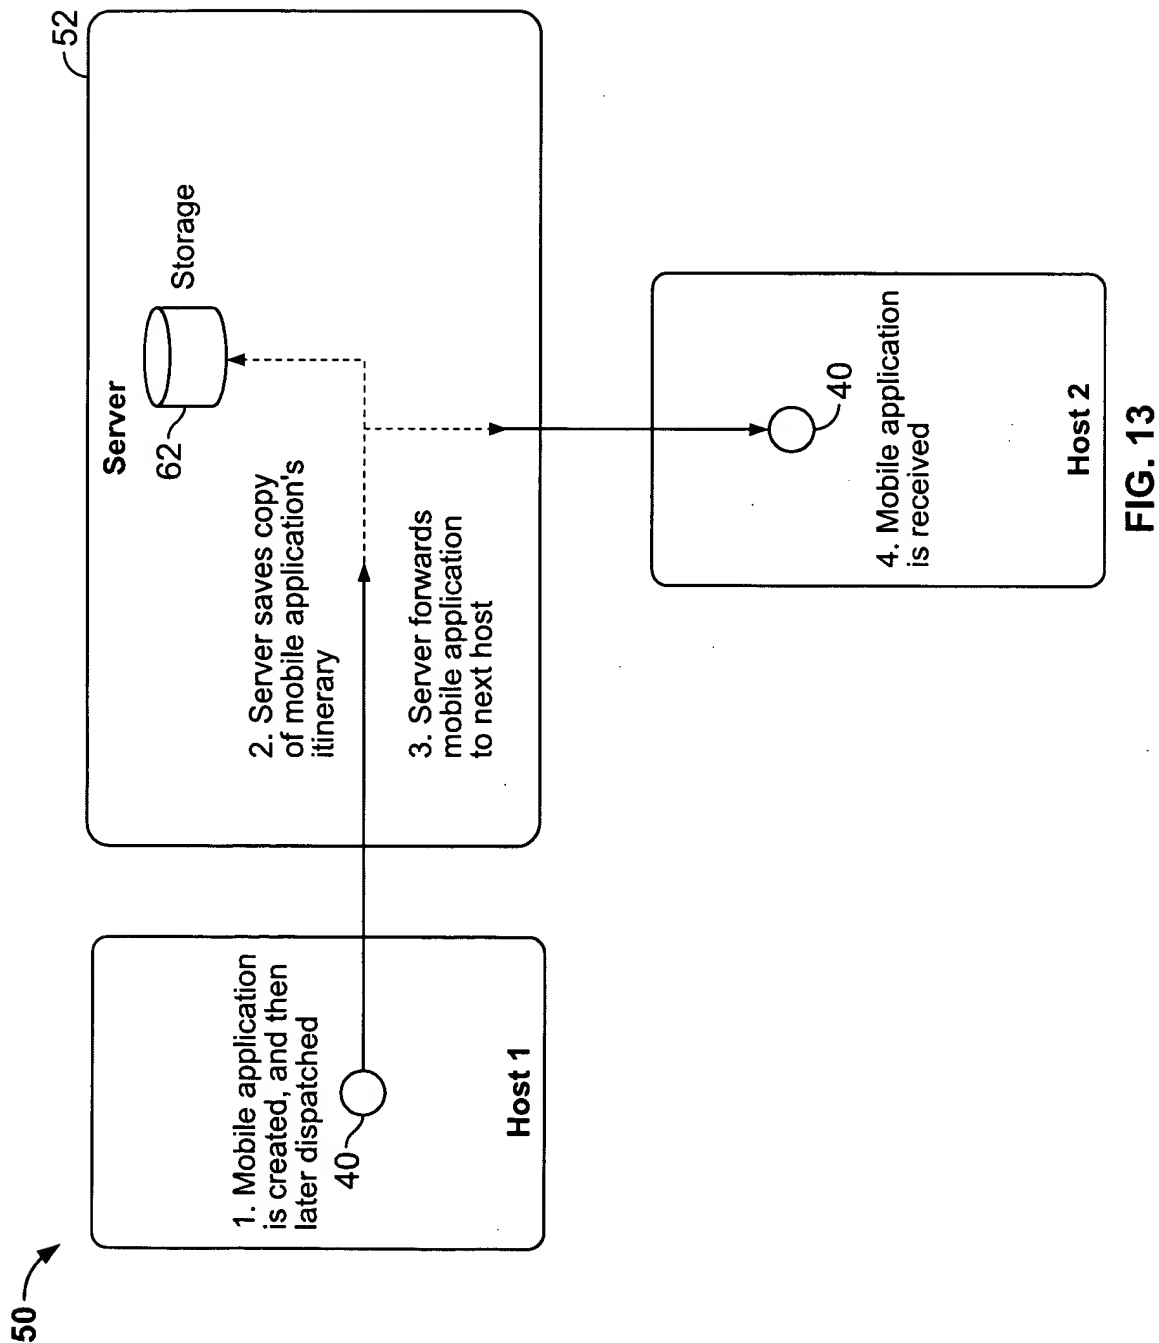 50
52
Server
62
Storage
1. Mobile application
is created, and then
later dispatched
40
Host 1
2. Server saves copy
of mobile application's
itinerary
3. Server forwards
mobile application
to next host
40
4. Mobile application
is received
Host 2
FIG. 13